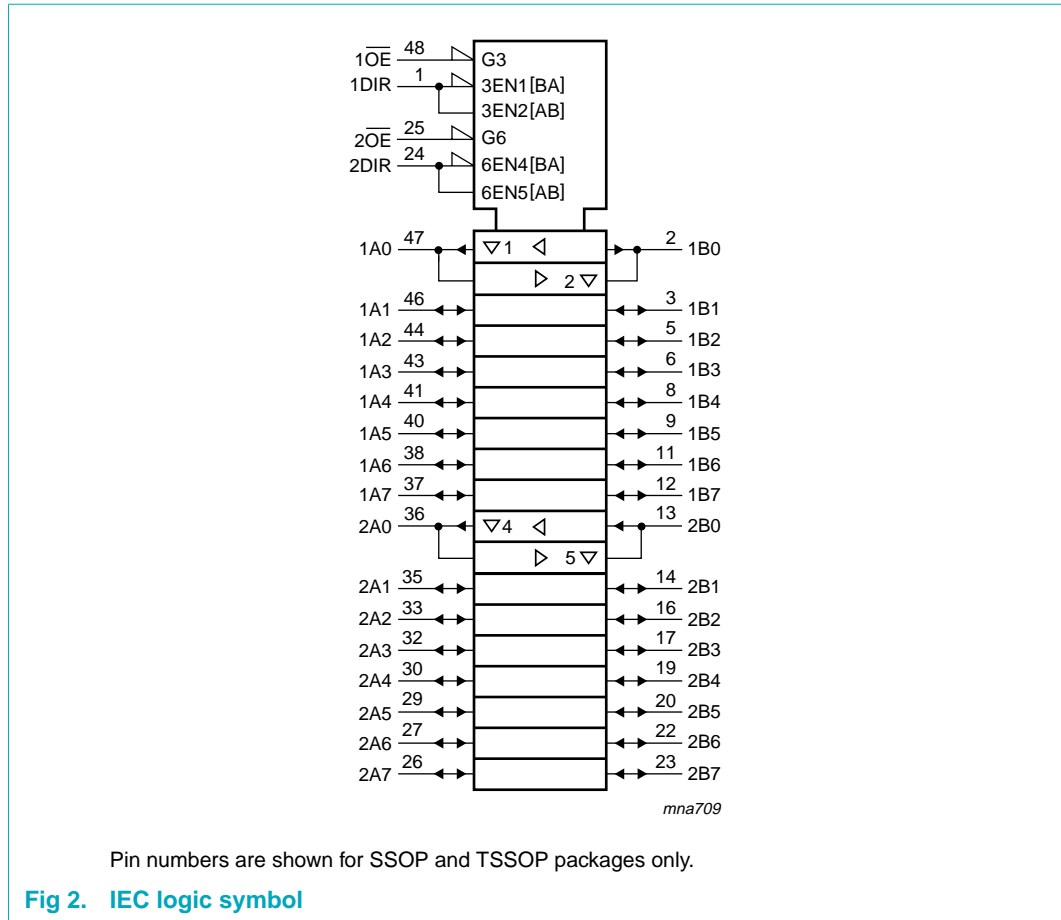 1O̅E̅ 48 G3
1DIR 1 3EN1[BA]
3EN2[AB]
2O̅E̅ 25 G6
2DIR 24 6EN4[BA]
6EN5[AB]
1A0 47 ▽1 ◁ 2 1B0
▷ 2▽
1A1 46 3 1B1
1A2 44 5 1B2
1A3 43 6 1B3
1A4 41 8 1B4
1A5 40 9 1B5
1A6 38 11 1B6
1A7 37 12 1B7
2A0 36 ▽4 ◁ 13 2B0
▷ 5▽
2A1 35 14 2B1
2A2 33 16 2B2
2A3 32 17 2B3
2A4 30 19 2B4
2A5 29 20 2B5
2A6 27 22 2B6
2A7 26 23 2B7
mna709
Pin numbers are shown for SSOP and TSSOP packages only.
Fig 2. IEC logic symbol